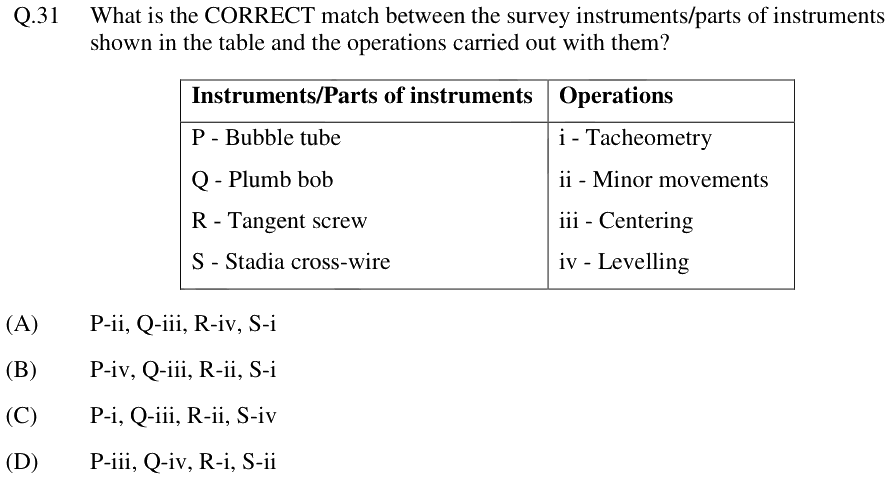 Q.31 What is the CORRECT match between the survey instruments/parts of instruments
shown in the table and the operations carried out with them?
Instruments/Parts of instruments Operations
P - Bubble tube i - Tacheometry
Q - Plumb bob ii - Minor movements
R - Tangent screw iii - Centering
S - Stadia cross-wire iv - Levelling
(A) P-ii, Q-iii, R-iv, S-i
(B) P-iv, Q-iii, R-ii, S-i
(C) P-i, Q-iii, R-ii, S-iv
(D) P-iii, Q-iv, R-i, S-ii